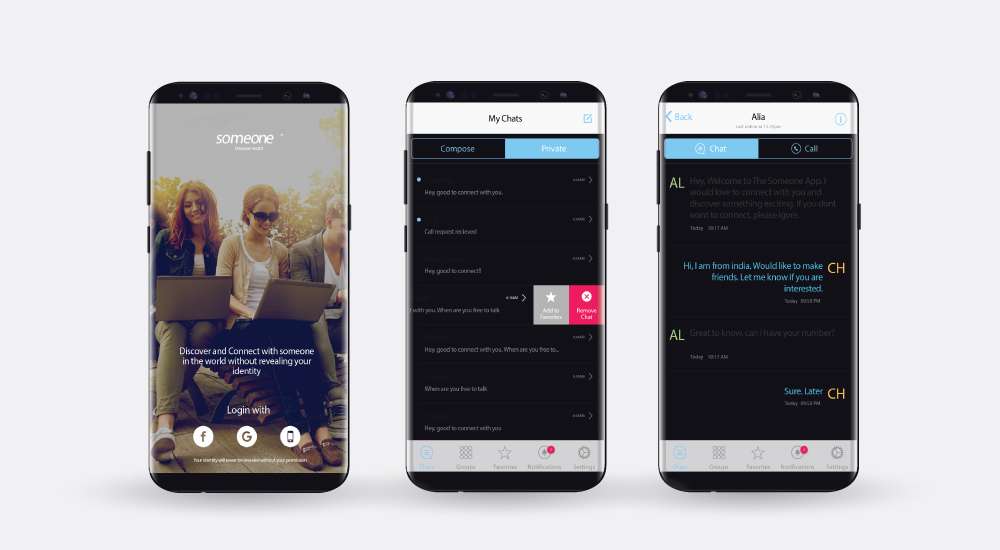 someone
Discover and Connect with someone
in the world without revealing your
identity
Login with
Your identity will never be revealed without your permission
My Chats
Compose
Private
Hey, good to connect with you.
Call request recieved
Hey, good to connect!!
with you. When are you free to talk
Add to
Favorites
Remove
Chat
Hey, good to connect with you. When are you free to...
When are you free to talk
Hey, good to connect with you
Chats
Groups
Favorites
Notifications
Settings
Back
Alia
Chat
Call
AL
Hey, Welcome to The Someone App. I
would love to connect with you and
discover something exciting. If you dont
want to connect, please igore.
Today 09:17 AM
Hi, I am from india. Would like to make
friends. Let me know if you are
interested.
CH
Today 09:59 PM
AL
Great to know. can i have your number?
Today 09:17 AM
Sure. Later
CH
Today 09:59 PM
Chats
Groups
Favorites
Notifications
Settings